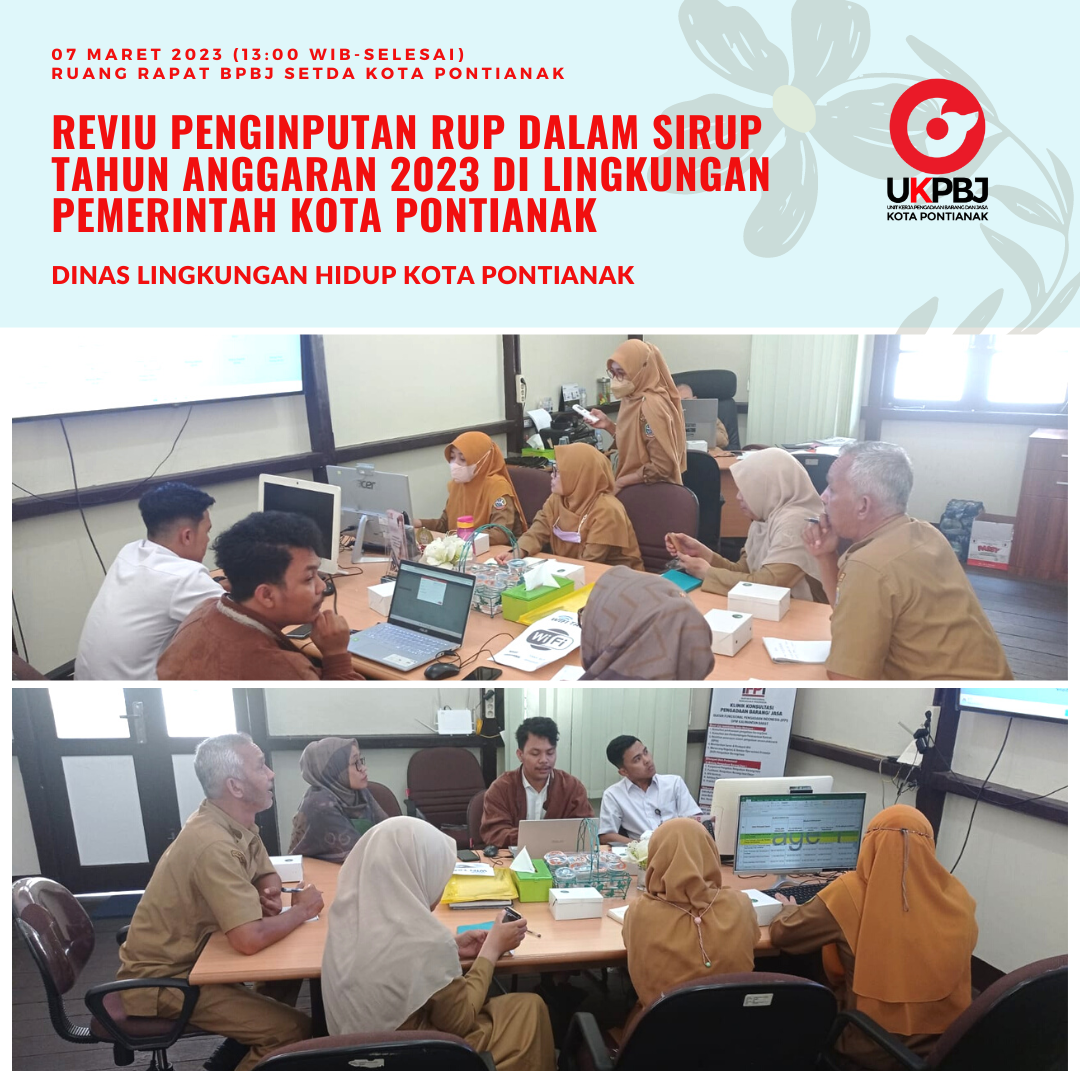 07 MARET 2023 (13:00 WIB-SELESAI)
RUANG RAPAT BPBJ SETDA KOTA PONTIANAK
REVIU PENGINPUTAN RUP DALAM SIRUP
TAHUN ANGGARAN 2023 DI LINGKUNGAN
PEMERINTAH KOTA PONTIANAK
DINAS LINGKUNGAN HIDUP KOTA PONTIANAK
UKPBJ
UNIT KERJA PENGADAAN BARANG DAN JASA
KOTA PONTIANAK
acer
WiFi
KLINIK KONSULTASI
PENGADAAN BARANG/ JASA